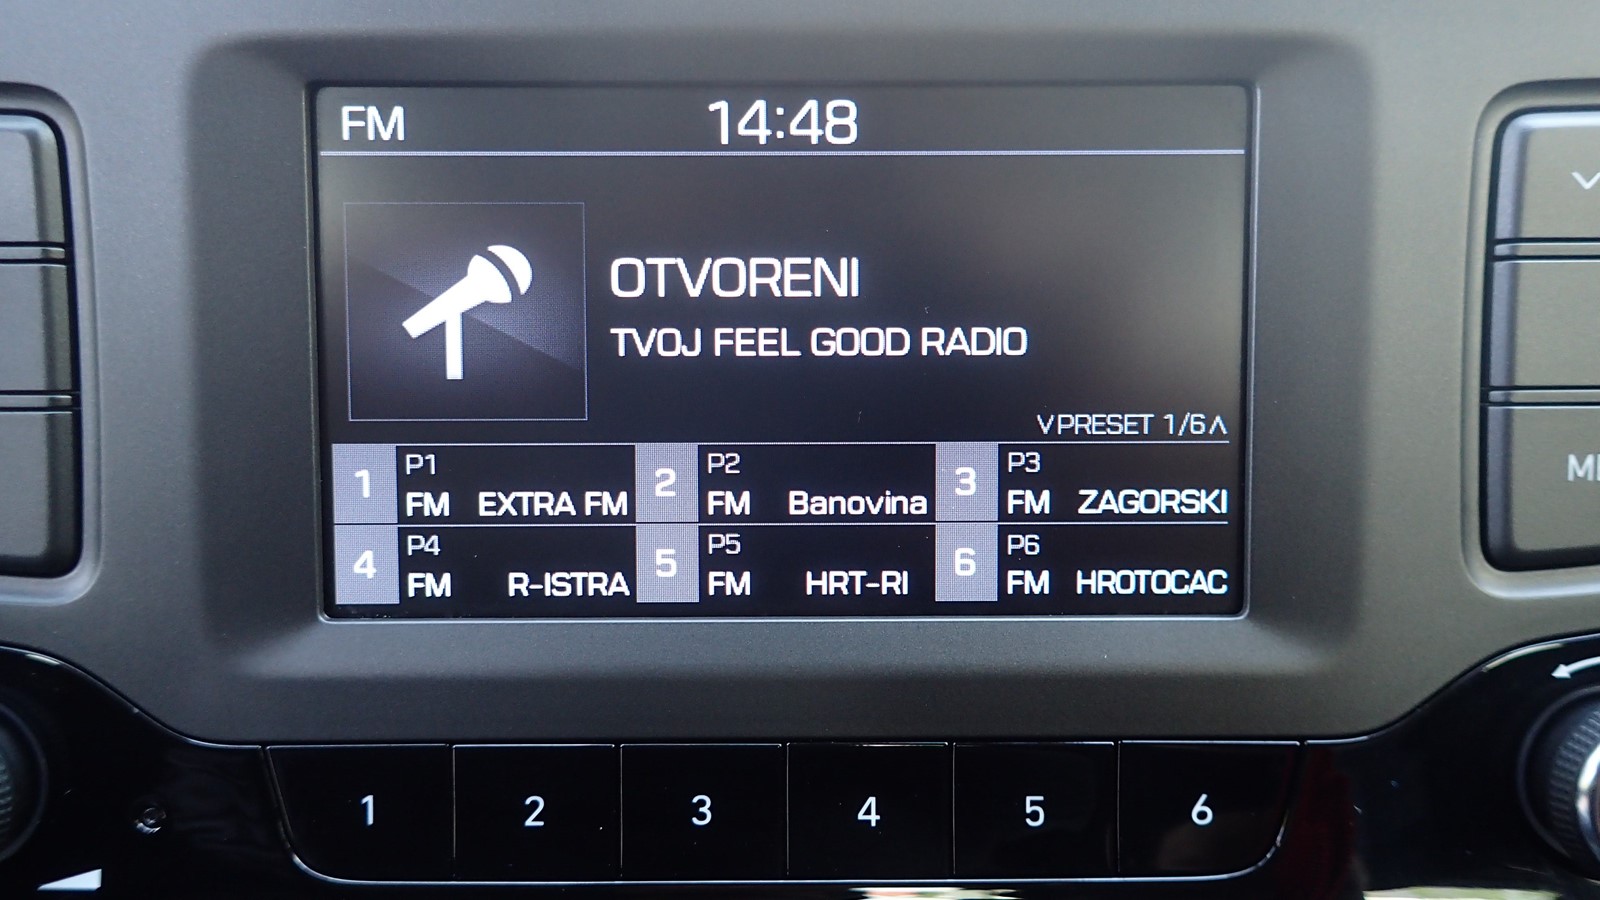 FM 14:48
OTVORENI
TVOJ FEEL GOOD RADIO
PRESET 1/6
1 P1 FM EXTRA FM
2 P2 FM Banovina
3 P3 FM ZAGORSKI
4 P4 FM R-ISTRA
5 P5 FM HRT-RI
6 P6 FM HROTOCAC
1 2 3 4 5 6